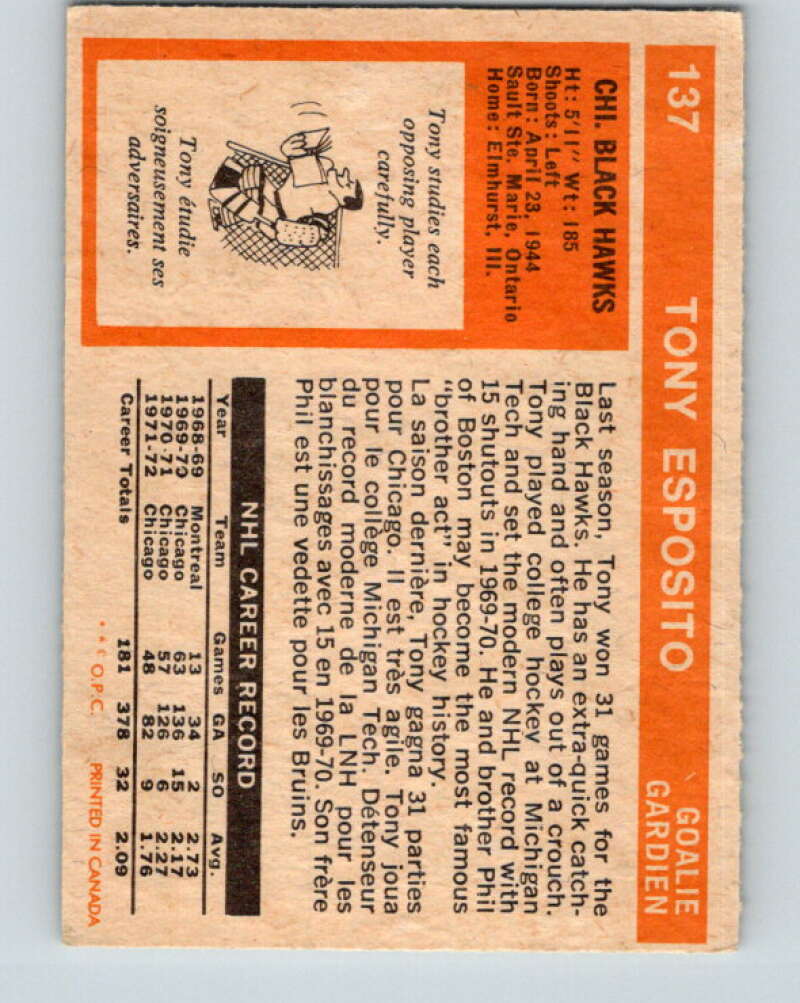 137 TONY ESPOSITO GOALIE
GARDIEN
CHI. BLACK HAWKS
Ht: 5'11" Wt: 185
Shoots: Left
Born: April 23, 1944
Sault Ste. Marie, Ontario
Home: Elmhurst, Ill.
Tony studies each
opposing player
carefully.
Tony étudie
soigneusement ses
adversaires.
Last season, Tony won 31 games for the
Black Hawks. He has an extra-quick catch-
ing hand and often plays out of a crouch.
Tony played college hockey at Michigan
Tech and set the modern NHL record with
15 shutouts in 1969-70. He and brother Phil
of Boston may become the most famous
"brother act" in hockey history.
La saison dernière, Tony gagna 31 parties
pour Chicago. Il est très agile. Tony joua
pour le collège Michigan Tech. Détenseur
du record moderne de la LNH pour les
blanchissages avec 15 en 1969-70. Son frère
Phil est une vedette pour les Bruins.
NHL CAREER RECORD
Year Team Games GA SO Avg.
1968-69 Montreal 13 34 2 2.73
1969-70 Chicago 63 136 15 2.17
1970-71 Chicago 57 126 6 2.27
1971-72 Chicago 48 82 9 1.76
Career Totals 181 378 32 2.09
O.P.C. PRINTED IN CANADA